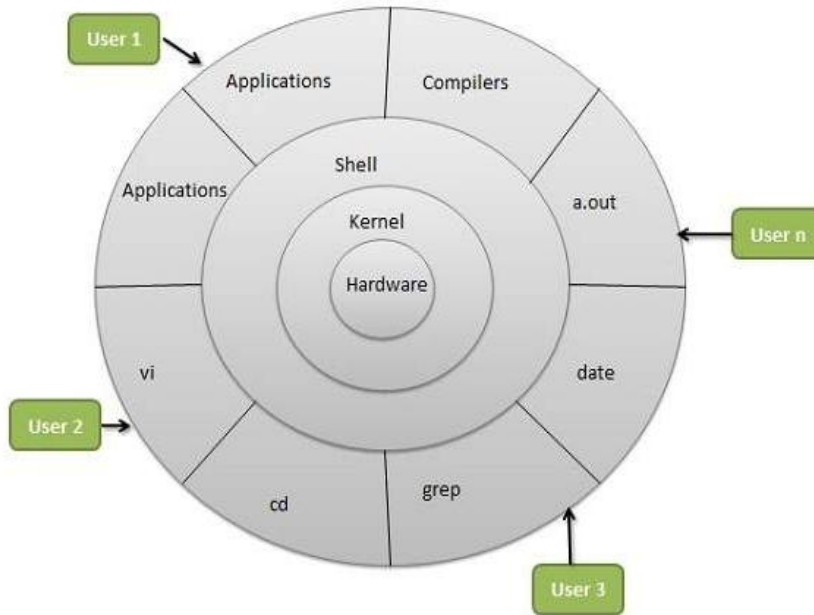 User 1
Applications
Compilers
Shell
Applications
a.out
Kernel
User n
Hardware
vi
date
User 2
grep
cd
User 3